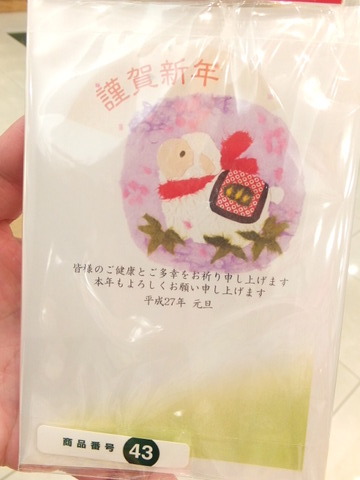 謹賀新年
皆様のご健康とご多幸をお祈り申し上げます
本年もよろしくお願い申し上げます
平成27年 元旦
商品番号 43